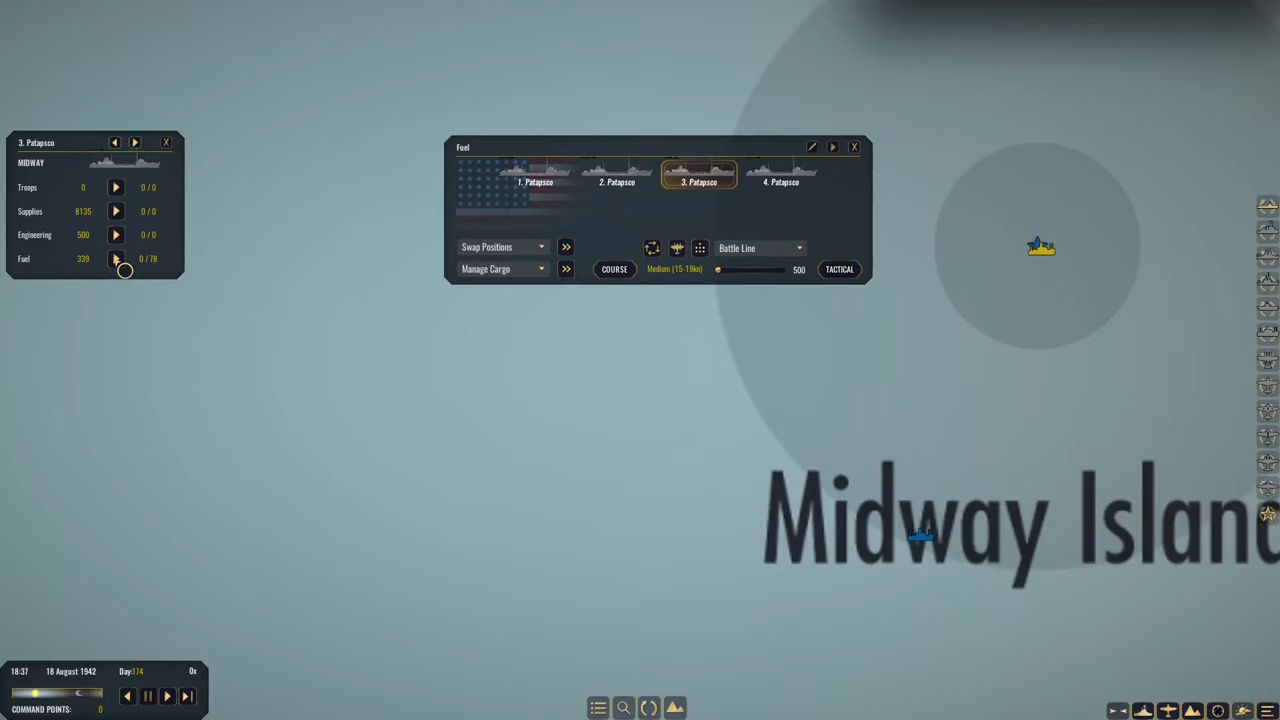 3. Patapsco
X
MIDWAY
Troops 0 0 / 0
Supplies 8135 0 / 0
Engineering 500 0 / 0
Fuel 339 0 / 78
Fuel
X
1. Patapsco 2. Patapsco 3. Patapsco 4. Patapsco
Swap Positions Battle Line
Manage Cargo COURSE Medium (15-19kn) 500 TACTICAL
Midway Island
18:37 18 August 1942 Day:174 0x
COMMAND POINTS: 0